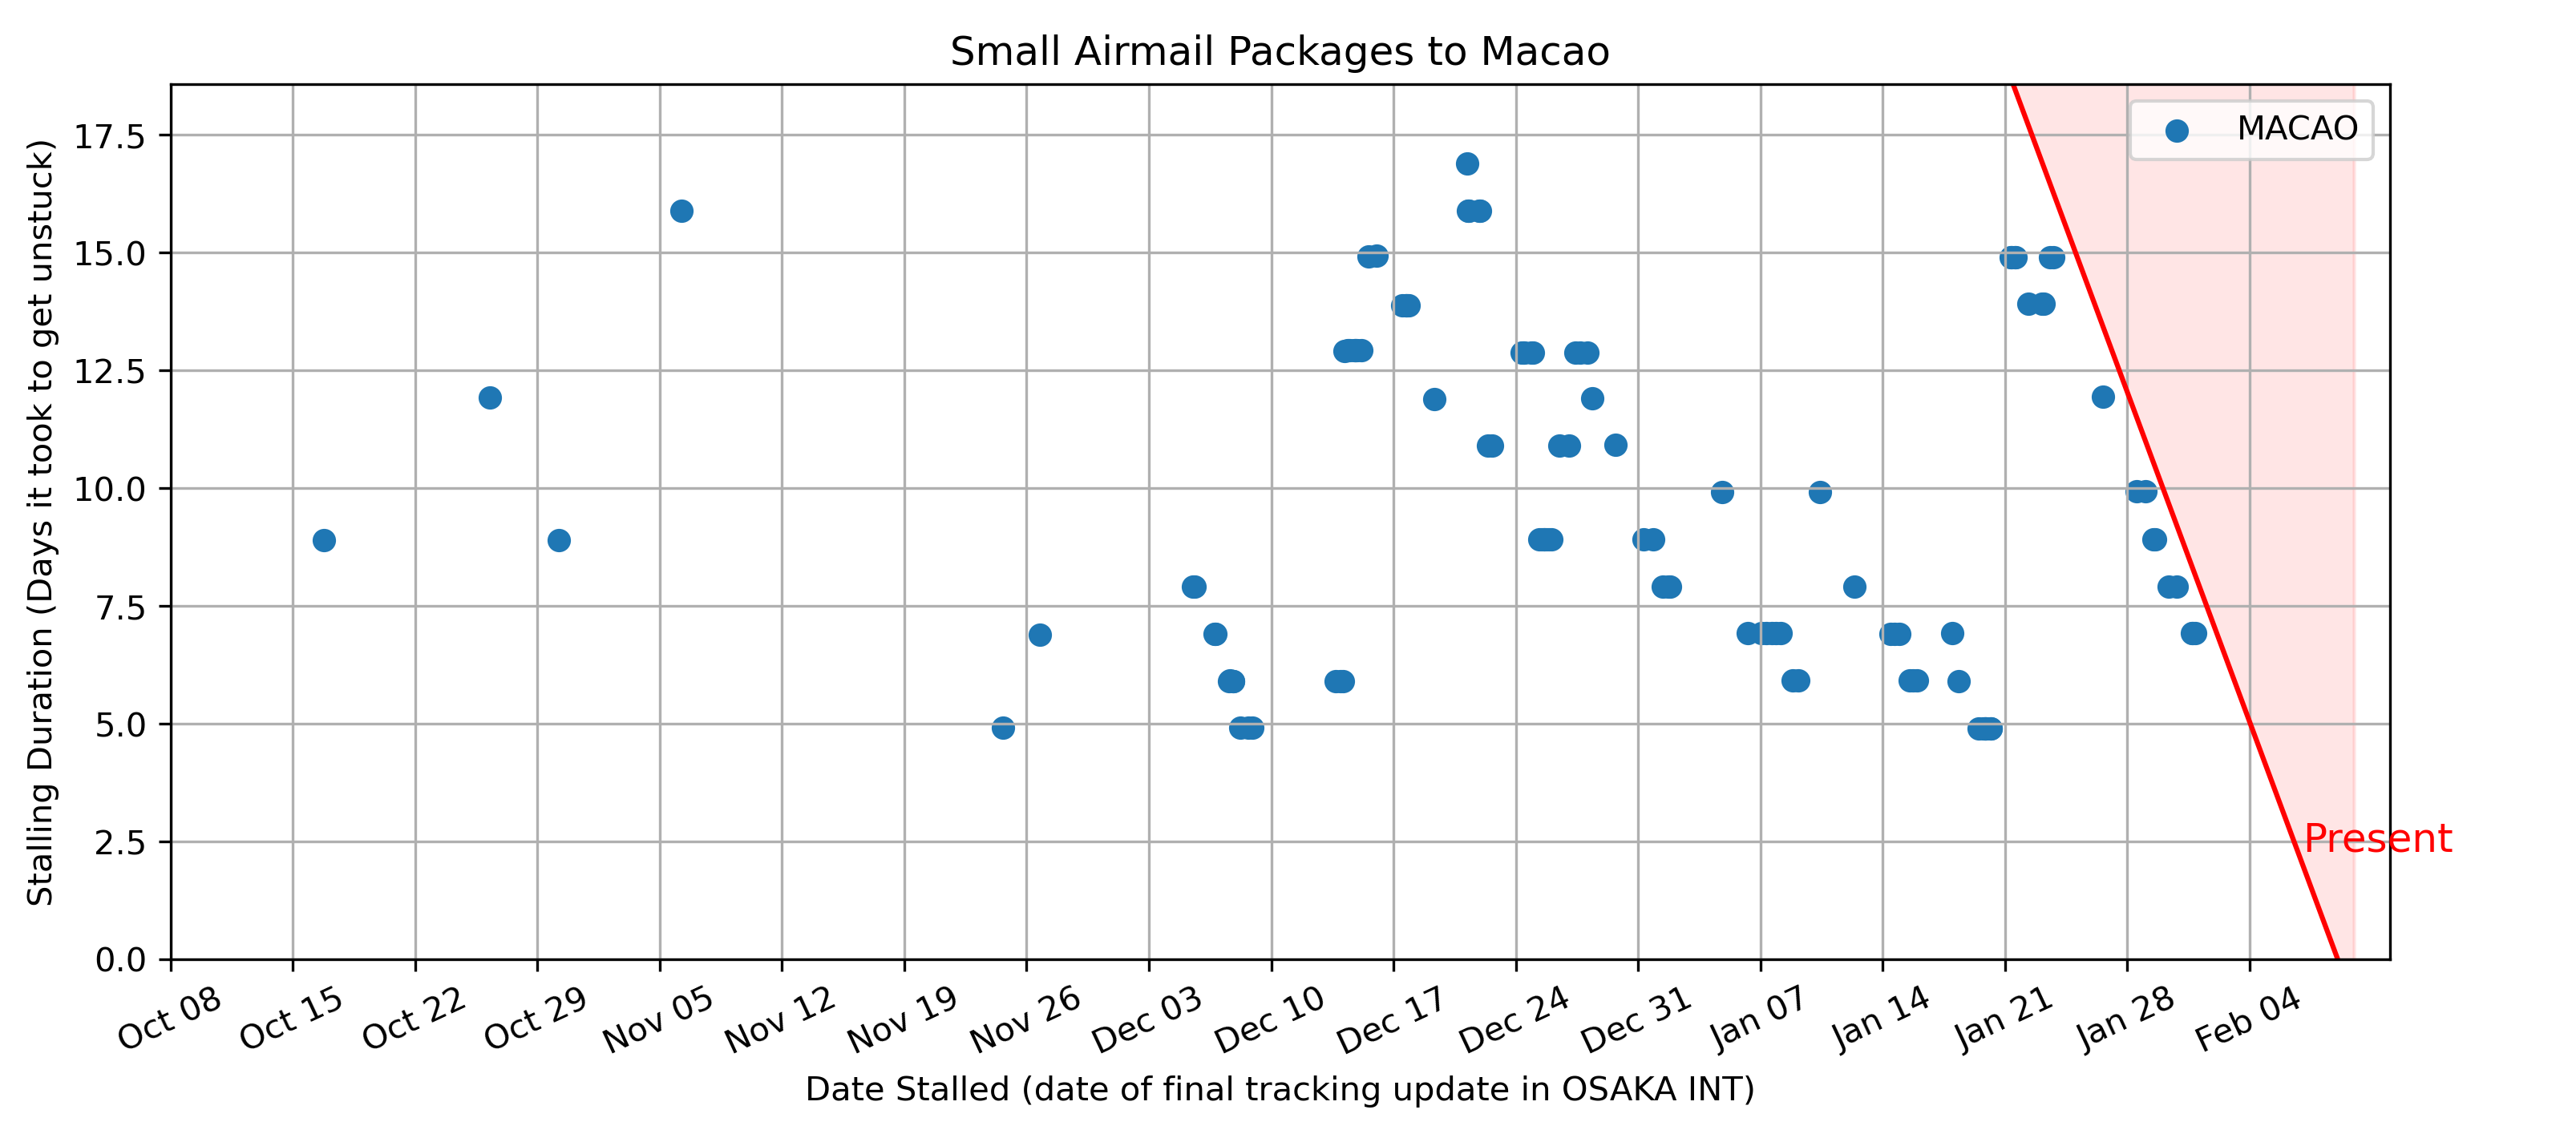 Small Airmail Packages to Macao
MACAO
17.5
15.0
12.5
10.0
7.5
5.0
2.5
0.0
Stalling Duration (Days it took to get unstuck)
Present
Oct 08
Oct 15
Oct 22
Oct 29
Nov 05
Nov 12
Nov 19
Nov 26
Dec 03
Dec 10
Dec 17
Dec 24
Dec 31
Jan 07
Jan 14
Jan 21
Jan 28
Feb 04
Date Stalled (date of final tracking update in OSAKA INT)